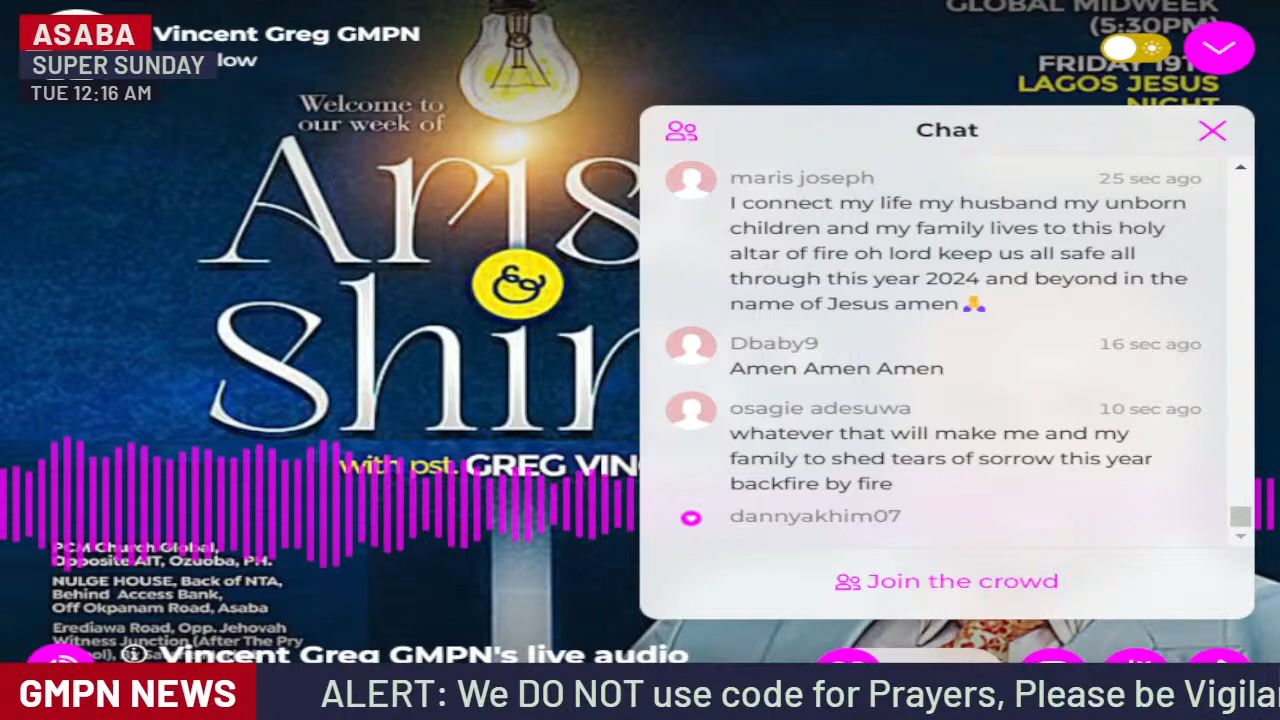 ASABA
SUPER SUNDAY
TUE 12:16 AM
Vincent Greg GMPN
low
GLOBAL MIDWEEK
(5:30PM)
FRIDAY 19T
LAGOS JESUS
NIGHT
Welcome to
our week of
Aris
&
Shin
with pst. GREG VINC
PCM Church Global,
Opposite AIT, Ozuoba, PH.
NULGE HOUSE, Back of NTA,
Behind Access Bank,
Off Okpanam Road, Asaba
Erediawa Road, Opp. Jehovah
Witness Junction (After The Pry
Vincent Greg GMPN's live audio
Chat
maris joseph 25 sec ago
I connect my life my husband my unborn
children and my family lives to this holy
altar of fire oh lord keep us all safe all
through this year 2024 and beyond in the
name of Jesus amen🙏
Dbaby9 16 sec ago
Amen Amen Amen
osagie adesuwa 10 sec ago
whatever that will make me and my
family to shed tears of sorrow this year
backfire by fire
dannyakhim07
Join the crowd
GMPN NEWS
ALERT: We DO NOT use code for Prayers, Please be Vigila